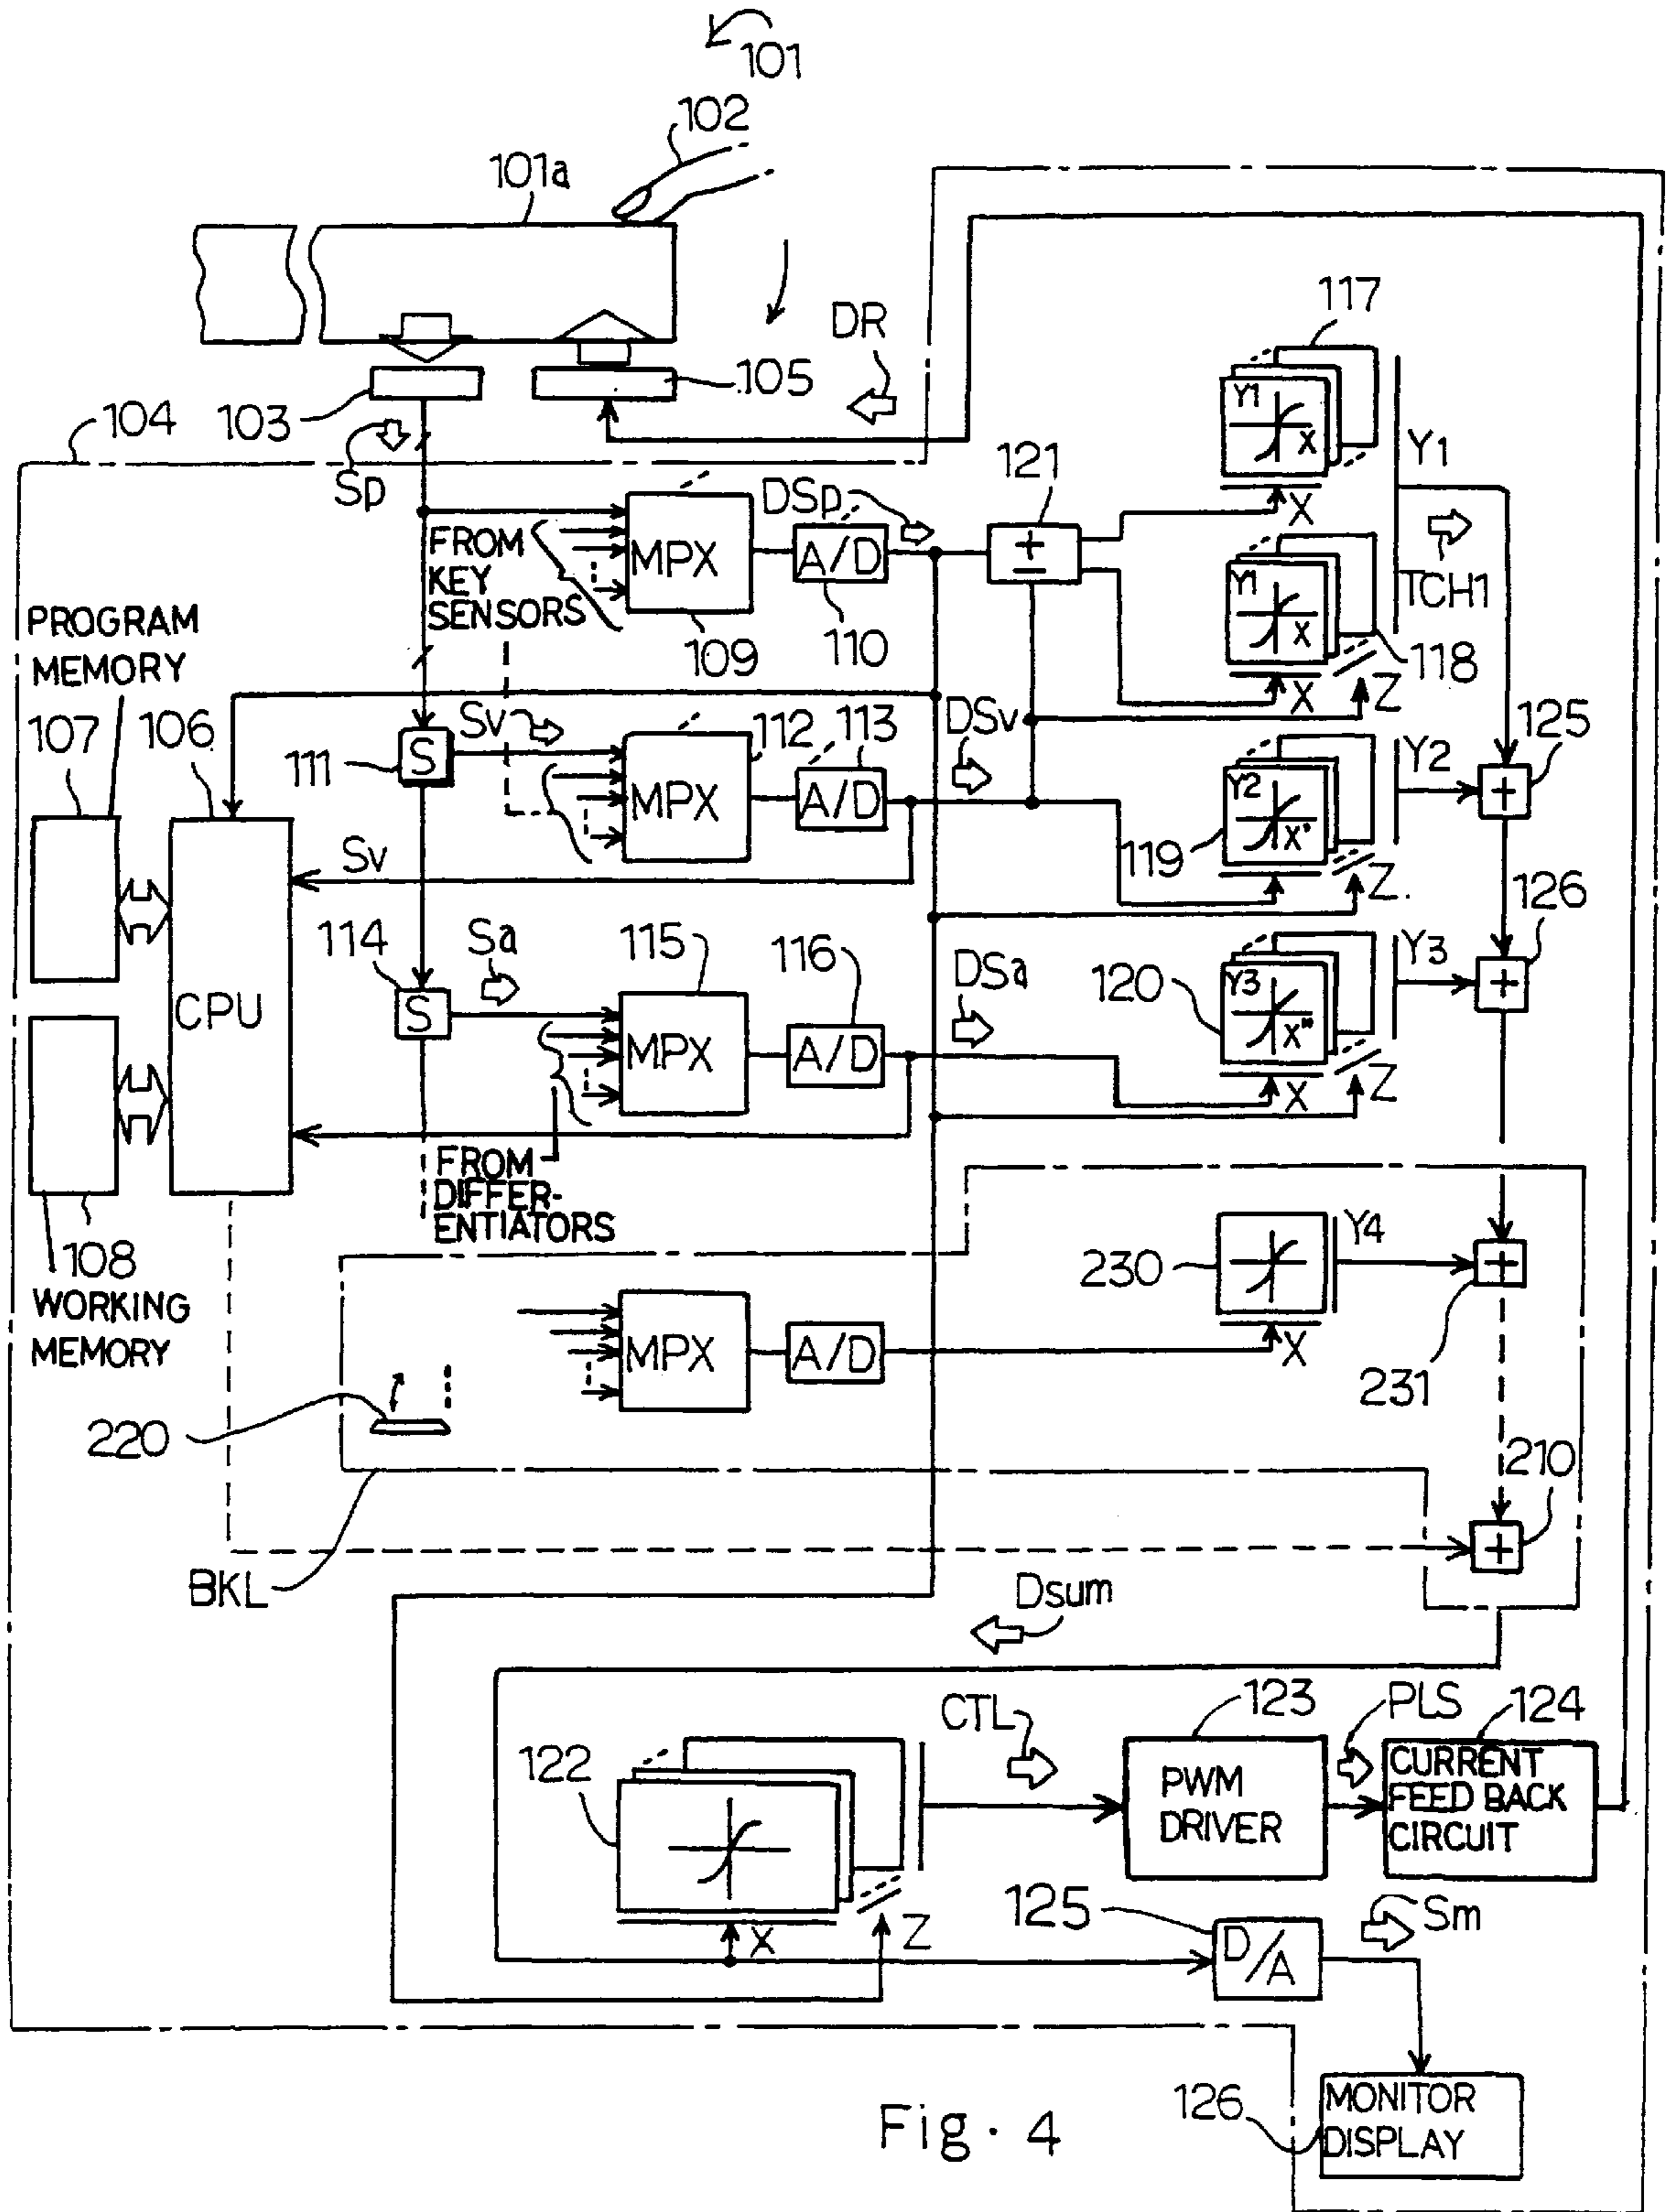 101
102
101a
117
DR
105
103
104
Sp
Y1
X
Y1
121
DSp
X
FROM
KEY
SENSORS
MPX
A/D
+
−
Y1
X
TCH1
PROGRAM
MEMORY
109
110
118
X
Z
107
106
Sv
112
113
DSv
125
111
S
MPX
A/D
Y2
X'
Y2
+
119
Sv
Z.
126
114
Sa
115
116
DSa
120
Y3
X"
Y3
+
CPU
S
MPX
A/D
X
Z
FROM
DIFFER-
ENTIATORS
108
WORKING
MEMORY
230
Y4
+
MPX
A/D
X
231
220
210
+
BKL
Dsum
CTL
123
PLS
124
122
PWM
DRIVER
CURRENT
FEED BACK
CIRCUIT
X
Z
125
D/A
Sm
126
MONITOR
DISPLAY
Fig. 4